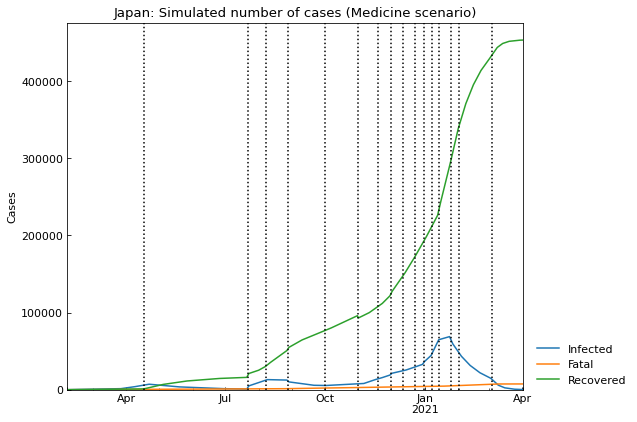 Japan: Simulated number of cases (Medicine scenario)
Cases
400000
300000
200000
100000
0
Apr
Jul
Oct
Jan
2021
Apr
Infected
Fatal
Recovered